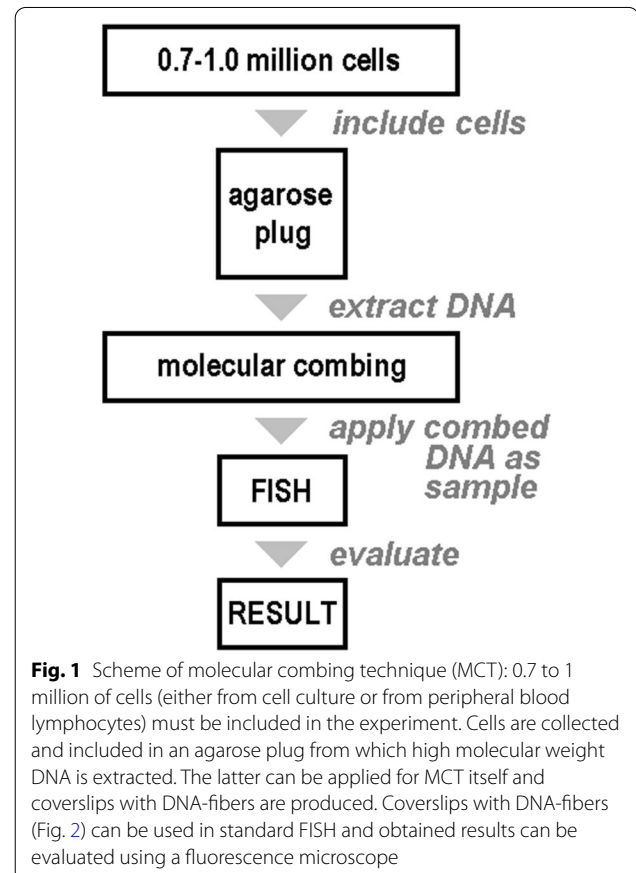 0.7-1.0 million cells
include cells
agarose
plug
extract DNA
molecular combing
apply combed
DNA as
sample
FISH
evaluate
RESULT
Fig. 1 Scheme of molecular combing technique (MCT): 0.7 to 1
million of cells (either from cell culture or from peripheral blood
lymphocytes) must be included in the experiment. Cells are collected
and included in an agarose plug from which high molecular weight
DNA is extracted. The latter can be applied for MCT itself and
coverslips with DNA-fibers are produced. Coverslips with DNA-fibers
(Fig. 2) can be used in standard FISH and obtained results can be
evaluated using a fluorescence microscope